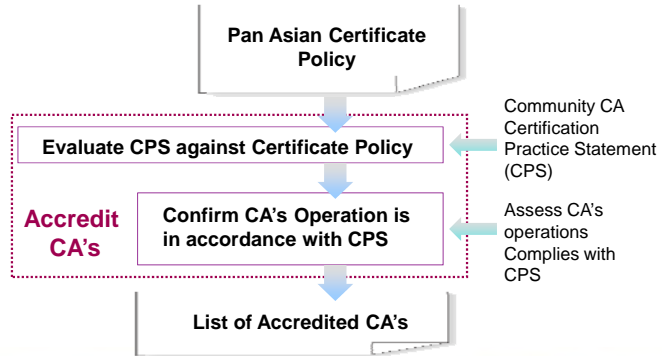 Pan Asian Certificate
Policy
Evaluate CPS against Certificate Policy
Community CA
Certification
Practice Statement
(CPS)
Accredit
CA's
Confirm CA's Operation is
in accordance with CPS
Assess CA's
operations
Complies with
CPS
List of Accredited CA's